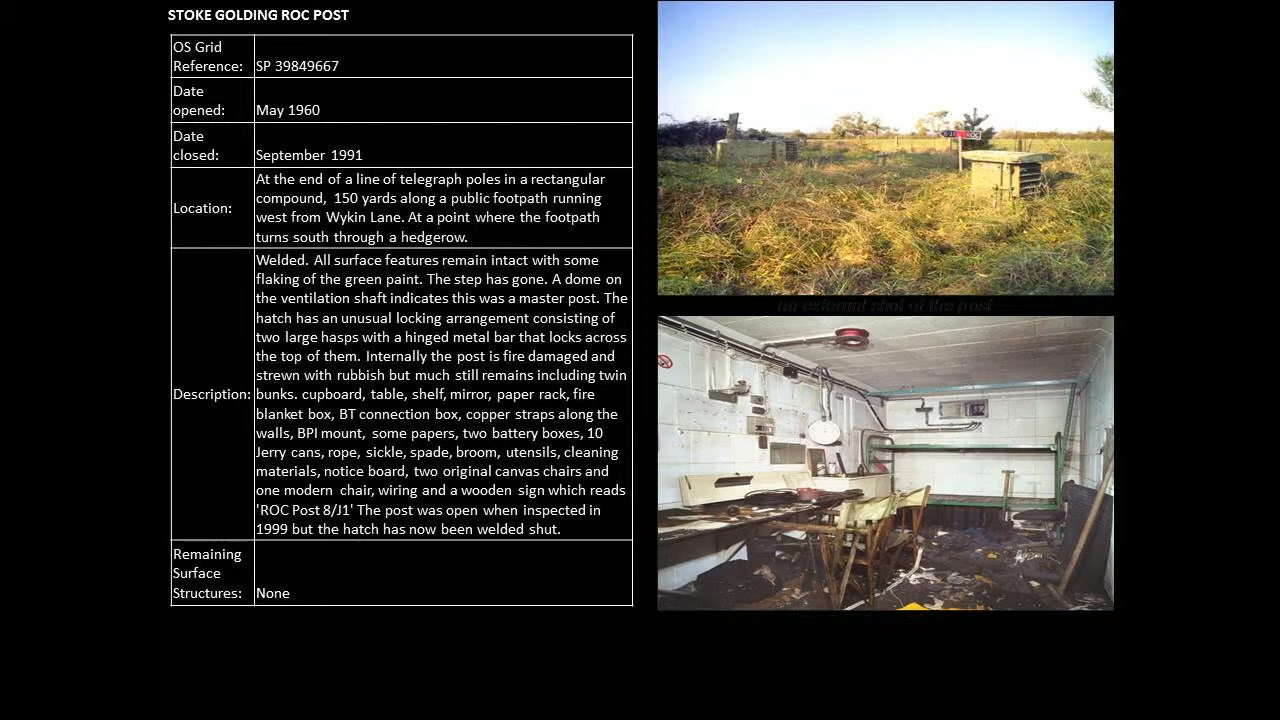 STOKE GOLDING ROC POST
OS Grid
Reference: SP 39849667
Date
opened: May 1960
Date
closed: September 1991
Location:
At the end of a line of telegraph poles in a rectangular
compound, 150 yards along a public footpath running
west from Wykin Lane. At a point where the footpath
turns south through a hedgerow.
Description:
Welded. All surface features remain intact with some
flaking of the green paint. The step has gone. A dome on
the ventilation shaft indicates this was a master post. The
hatch has an unusual locking arrangement consisting of
two large hasps with a hinged metal bar that locks across
the top of them. Internally the post is fire damaged and
strewn with rubbish but much still remains including twin
bunks. cupboard, table, shelf, mirror, paper rack, fire
blanket box, BT connection box, copper straps along the
walls, BPI mount, some papers, two battery boxes, 10
Jerry cans, rope, sickle, spade, broom, utensils, cleaning
materials, notice board, two original canvas chairs and
one modern chair, wiring and a wooden sign which reads
'ROC Post 8/J1' The post was open when inspected in
1999 but the hatch has now been welded shut.
Remaining
Surface
Structures: None
an external shot of the post